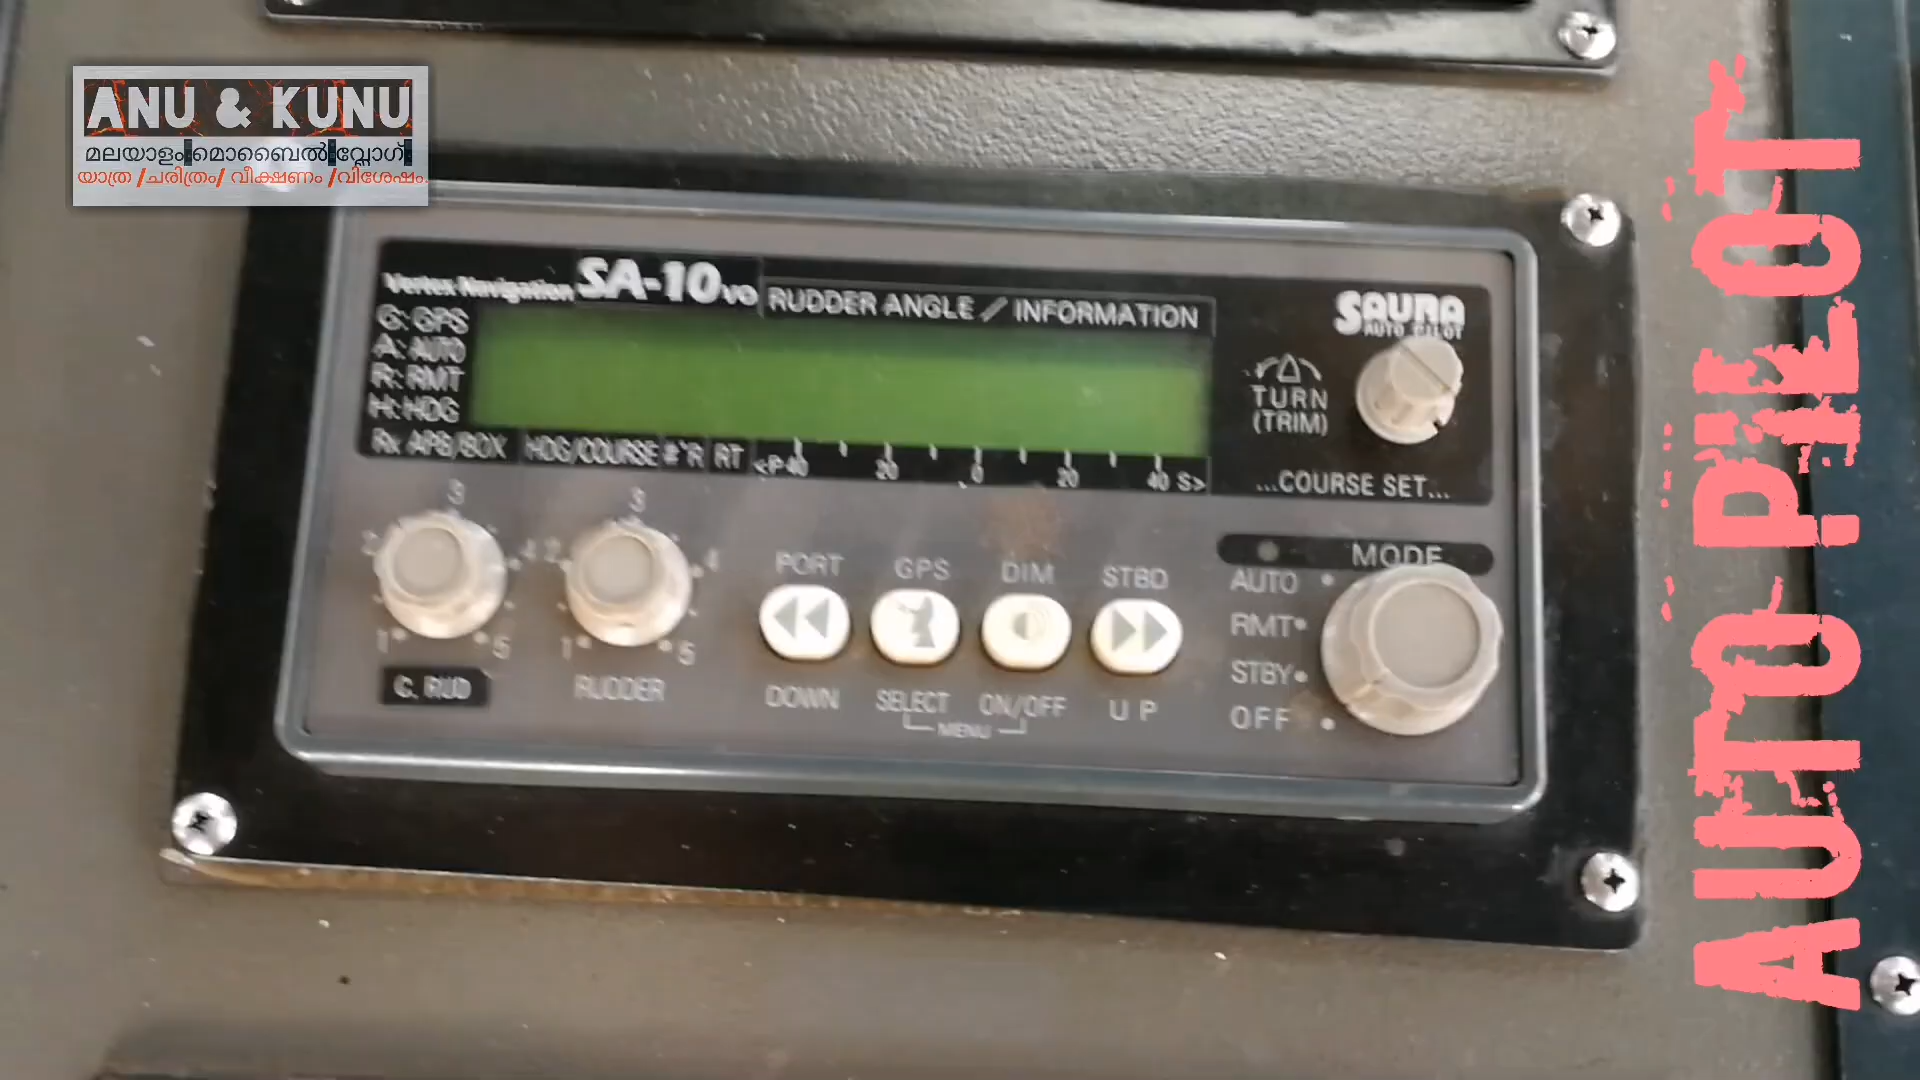 ANU & KUNU
മലയാളം മൊബൈൽ വ്ലോഗ്
യാത്ര /ചരിത്രം/ വീക്ഷണം /വിശേഷം.
Vertex Navigation SA-10 VO
RUDDER ANGLE // INFORMATION
SAURA
AUTO PILOT
G: GPS
A: AUTO
R: RMT
H: HDG
Rx APB/BOX HDG/COURSE #°R RT
<P 40 20 0 20 40 S>
TURN
(TRIM)
...COURSE SET...
1 2 3 4 5
C. RUD
1 2 3 4 5
RUDDER
PORT GPS DIM STBD
DOWN SELECT ON/OFF UP
MENU
MODE
AUTO
RMT
STBY
OFF
AUTO PILOT